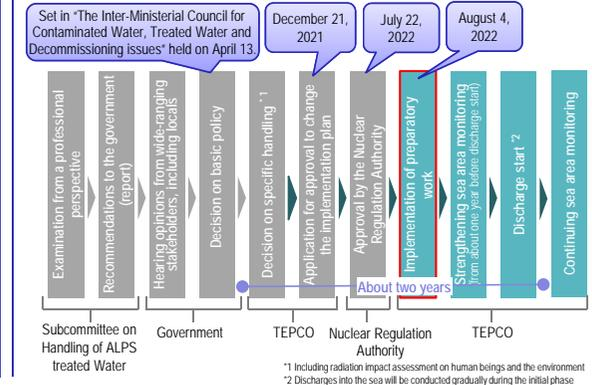 Set in “The Inter-Ministerial Council for
Contaminated Water, Treated Water and
Decommissioning issues” held on April 13.
December 21,
2021
July 22,
2022
August 4,
2022
Examination from a professional
perspective
Recommendations to the government
(report)
Hearing opinions from wide-ranging
stakeholders, including locals
Decision on basic policy
Decision on specific handling *1
Application for approval to change
the implementation plan
Approval by the Nuclear
Regulation Authority
Implementation of preparatory
work
Strengthening sea area monitoring
(from about one year before discharge start)
Discharge start *2
Continuing sea area monitoring
About two years
Subcommittee on
Handling of ALPS
treated Water
Government
TEPCO
Nuclear Regulation
Authority
TEPCO
*1 Including radiation impact assessment on human beings and the environment
*2 Discharges into the sea will be conducted gradually during the initial phase